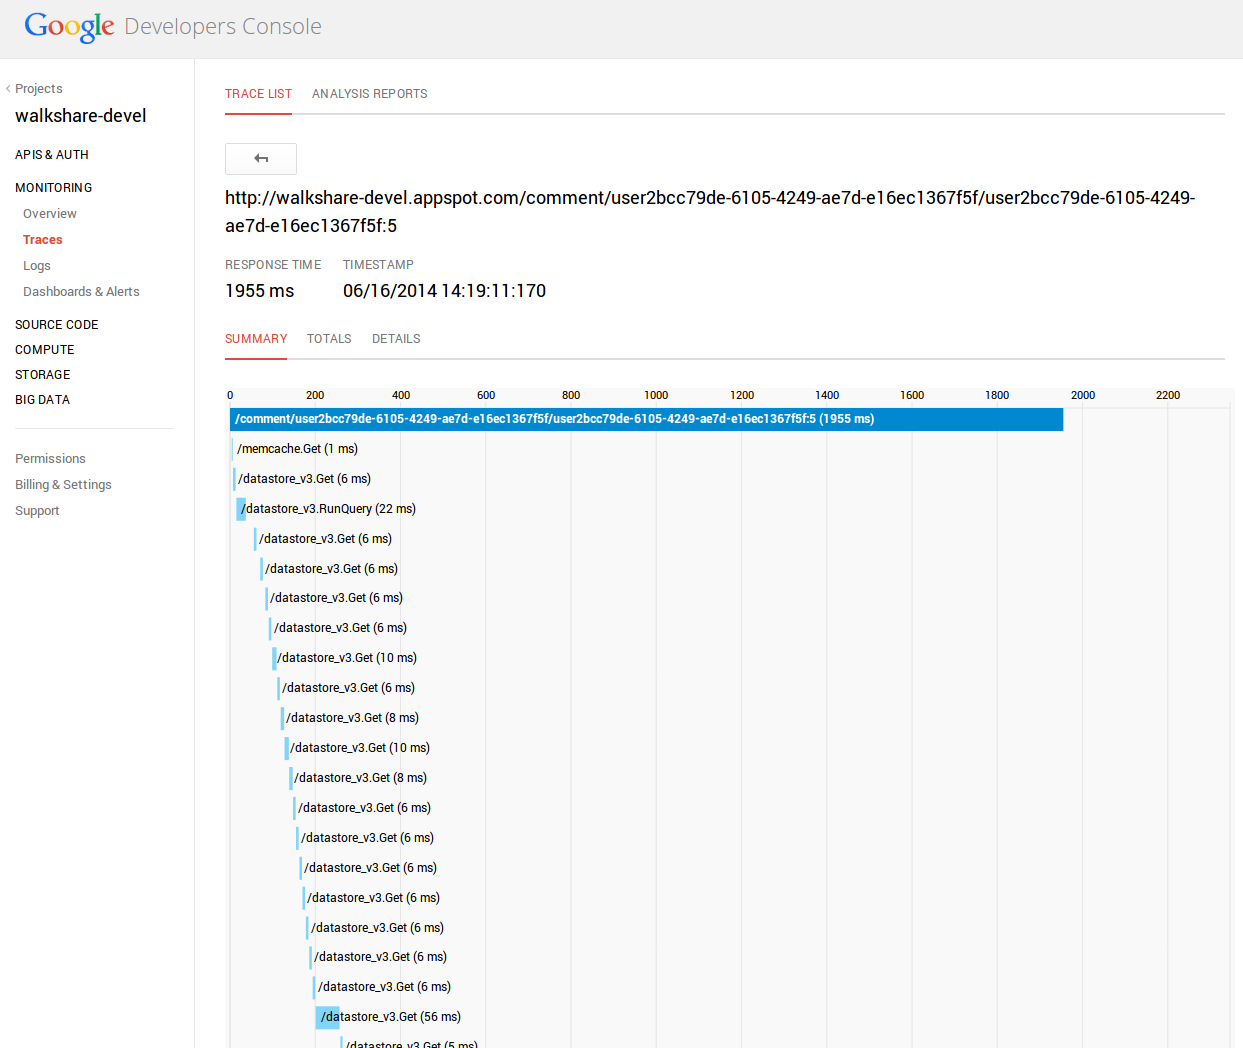 Google Developers Console
Projects
walkshare-devel
APIS & AUTH
MONITORING
Overview
Traces
Logs
Dashboards & Alerts
SOURCE CODE
COMPUTE
STORAGE
BIG DATA
Permissions
Billing & Settings
Support
TRACE LIST ANALYSIS REPORTS
http://walkshare-devel.appspot.com/comment/user2bcc79de-6105-4249-ae7d-e16ec1367f5f/user2bcc79de-6105-4249-
ae7d-e16ec1367f5f:5
RESPONSE TIME TIMESTAMP
1955 ms 06/16/2014 14:19:11:170
SUMMARY TOTALS DETAILS
0 200 400 600 800 1000 1200 1400 1600 1800 2000 2200
/comment/user2bcc79de-6105-4249-ae7d-e16ec1367f5f/user2bcc79de-6105-4249-ae7d-e16ec1367f5f:5 (1955 ms)
/memcache.Get (1 ms)
/datastore_v3.Get (6 ms)
/datastore_v3.RunQuery (22 ms)
/datastore_v3.Get (6 ms)
/datastore_v3.Get (6 ms)
/datastore_v3.Get (6 ms)
/datastore_v3.Get (6 ms)
/datastore_v3.Get (10 ms)
/datastore_v3.Get (6 ms)
/datastore_v3.Get (8 ms)
/datastore_v3.Get (10 ms)
/datastore_v3.Get (8 ms)
/datastore_v3.Get (6 ms)
/datastore_v3.Get (6 ms)
/datastore_v3.Get (6 ms)
/datastore_v3.Get (6 ms)
/datastore_v3.Get (6 ms)
/datastore_v3.Get (6 ms)
/datastore_v3.Get (6 ms)
/datastore_v3.Get (56 ms)
/datastore_v3.Get (5 ms)